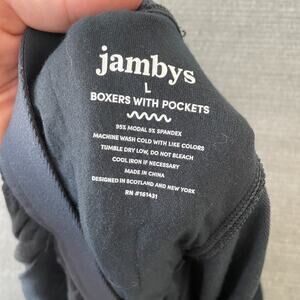 jambys
L
BOXERS WITH POCKETS
95% MODAL 5% SPANDEX
MACHINE WASH COLD WITH LIKE COLORS
TUMBLE DRY LOW, DO NOT BLEACH
COOL IRON IF NECESSARY
MADE IN CHINA
DESIGNED IN SCOTLAND AND NEW YORK
RN #161431